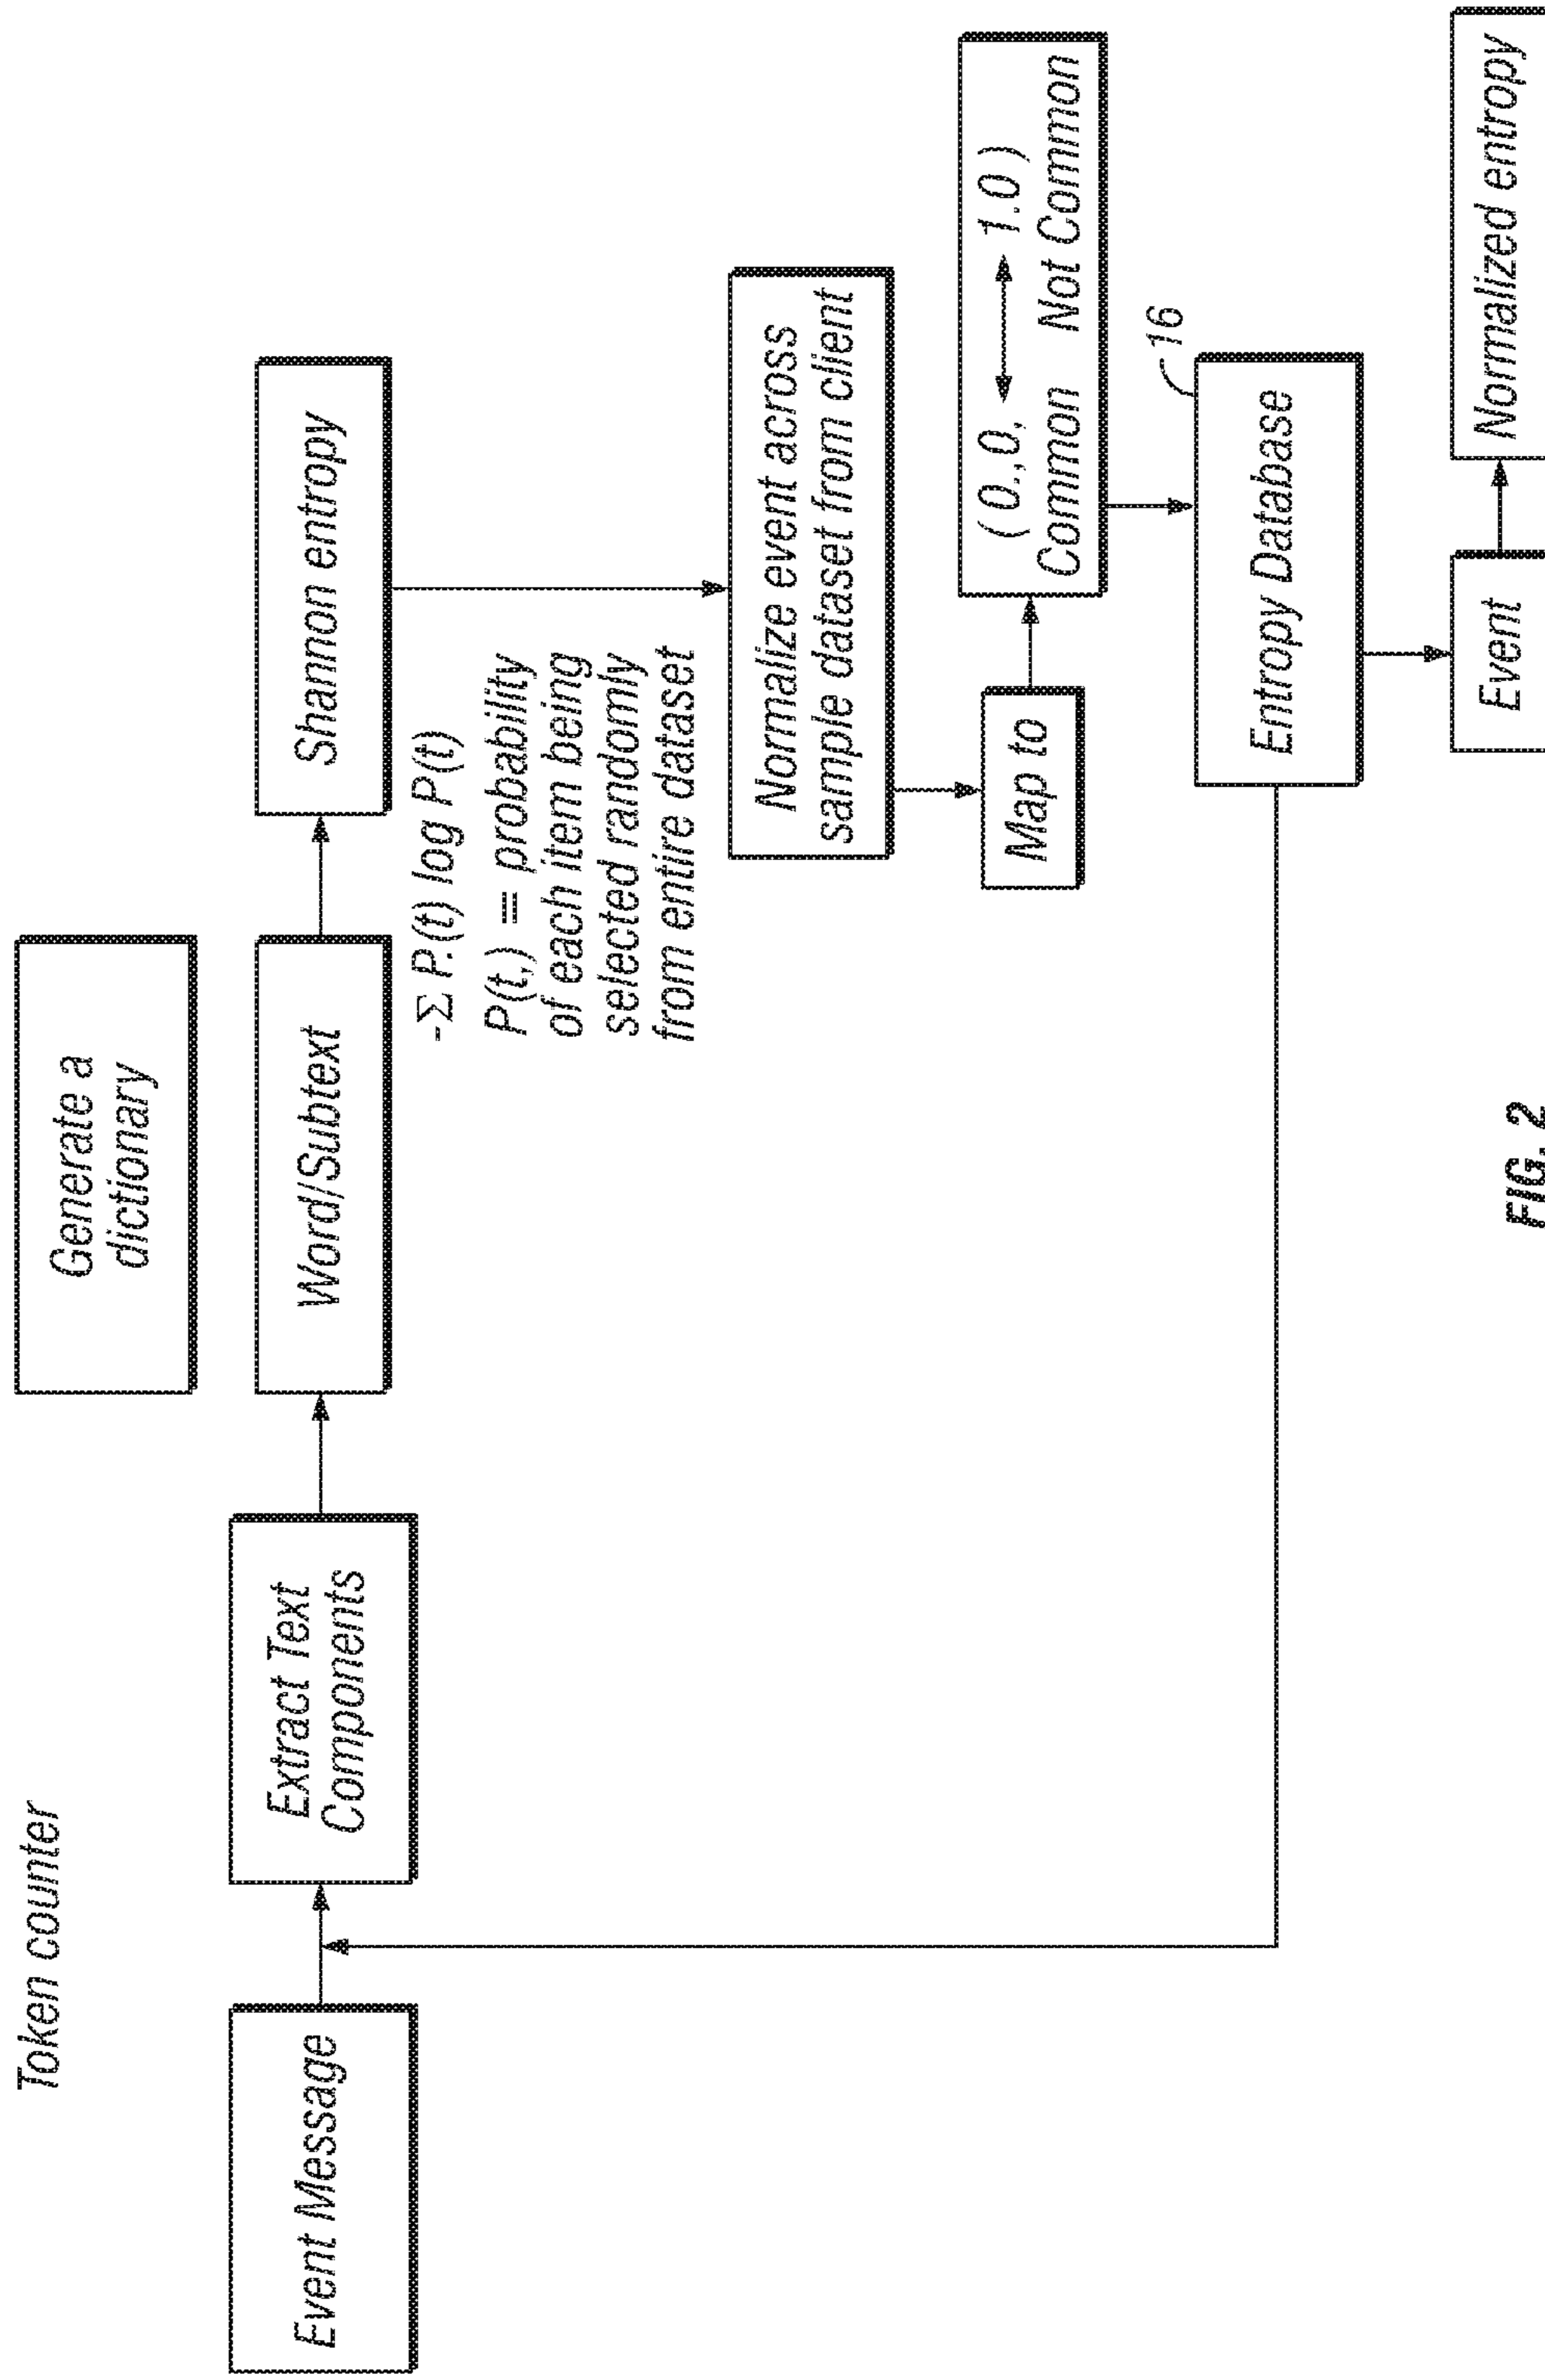 Token counter
Generate a
dictionary
Event Message
Extract Text
Components
Word/Subtext
Shannon entropy
-Σ P.(t) log P(t)
P(t,) = probability
of each item being
selected randomly
from entire dataset
Normalize event across
sample dataset from client
Map to
( 0.,0, 1.0 )
Common Not Common
16
Entropy Database
Event
Normalized entropy
FIG. 2